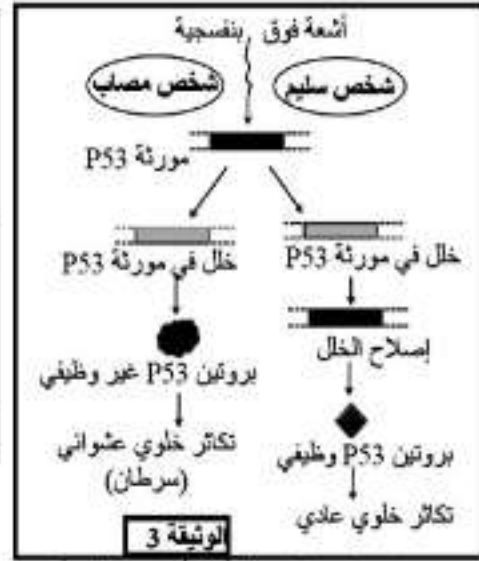 أشعة فوق بنفسجية
شخص سليم
شخص مصاب
مورثة P53
خلل في مورثة P53
خلل في مورثة P53
إصلاح الخلل
بروتين P53 غير وظيفي
بروتين P53 وظيفي
تكاثر خلوي عشوائي
(سرطان)
تكاثر خلوي عادي
الوثيقة 3